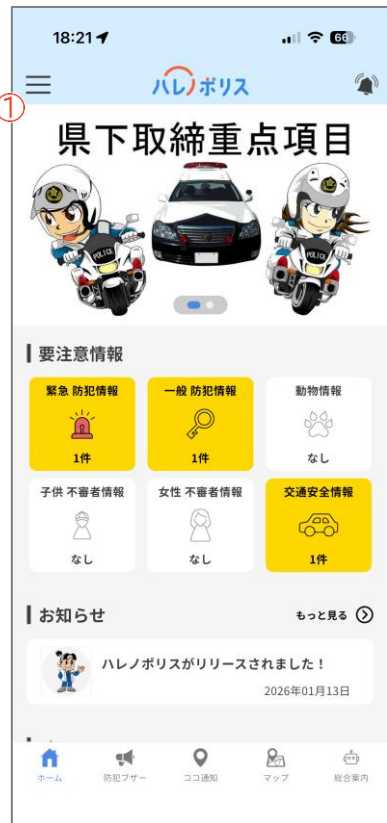 18:21
66
ハレノポリス
①
県下取締重点項目
POLICE
POLICE
要注意情報
緊急 防犯情報
一般 防犯情報
動物情報
1件
1件
なし
子供 不審者情報
女性 不審者情報
交通安全情報
なし
なし
1件
お知らせ
もっと見る
ハレノポリスがリリースされました!
2026年01月13日
ホーム
防犯ブザー
ココ通知
マップ
総合案内